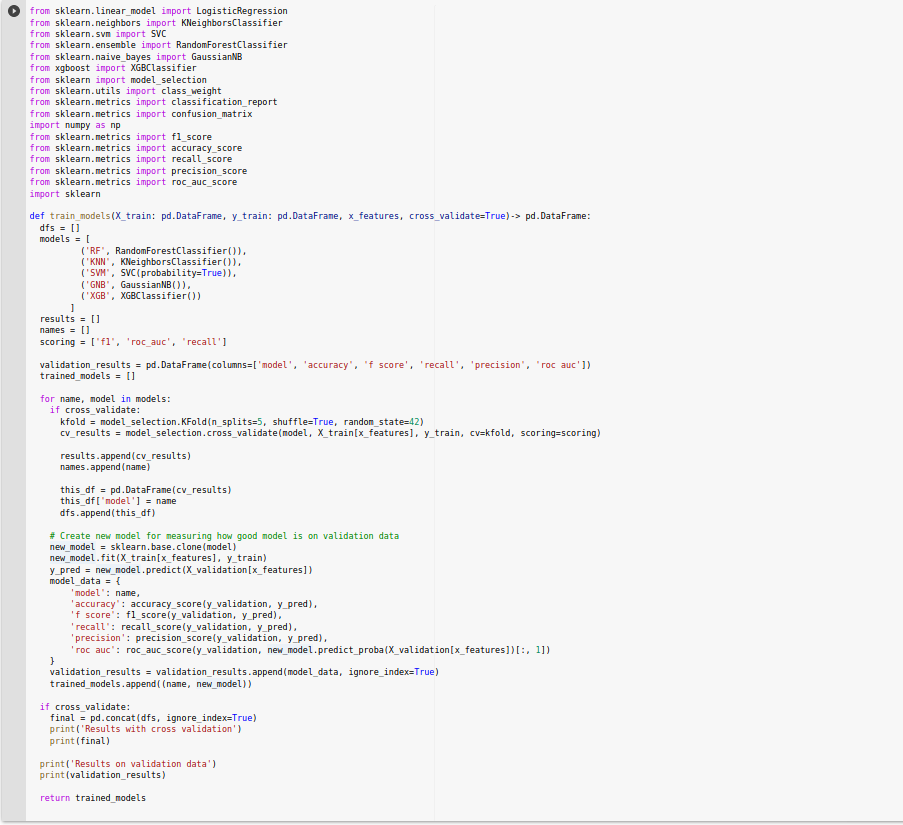 from sklearn.linear_model import LogisticRegression
from sklearn.neighbors import KNeighborsClassifier
from sklearn.svm import SVC
from sklearn.ensemble import RandomForestClassifier
from sklearn.naive_bayes import GaussianNB
from xgboost import XGBClassifier
from sklearn import model_selection
from sklearn.utils import class_weight
from sklearn.metrics import classification_report
from sklearn.metrics import confusion_matrix
import numpy as np
from sklearn.metrics import f1_score
from sklearn.metrics import accuracy_score
from sklearn.metrics import recall_score
from sklearn.metrics import precision_score
from sklearn.metrics import roc_auc_score
import sklearn

def train_models(X_train: pd.DataFrame, y_train: pd.DataFrame, x_features, cross_validate=True)-> pd.DataFrame:
  dfs = []
  models = [
          ('RF', RandomForestClassifier()),
          ('KNN', KNeighborsClassifier()),
          ('SVM', SVC(probability=True)),
          ('GNB', GaussianNB()),
          ('XGB', XGBClassifier())
        ]
  results = []
  names = []
  scoring = ['f1', 'roc_auc', 'recall']

  validation_results = pd.DataFrame(columns=['model', 'accuracy', 'f score', 'recall', 'precision', 'roc auc'])
  trained_models = []

  for name, model in models:
    if cross_validate:
      kfold = model_selection.KFold(n_splits=5, shuffle=True, random_state=42)
      cv_results = model_selection.cross_validate(model, X_train[x_features], y_train, cv=kfold, scoring=scoring)

      results.append(cv_results)
      names.append(name)

      this_df = pd.DataFrame(cv_results)
      this_df['model'] = name
      dfs.append(this_df)

    # Create new model for measuring how good model is on validation data
    new_model = sklearn.base.clone(model)
    new_model.fit(X_train[x_features], y_train)
    y_pred = new_model.predict(X_validation[x_features])
    model_data = {
        'model': name,
        'accuracy': accuracy_score(y_validation, y_pred),
        'f score': f1_score(y_validation, y_pred),
        'recall': recall_score(y_validation, y_pred),
        'precision': precision_score(y_validation, y_pred),
        'roc auc': roc_auc_score(y_validation, new_model.predict_proba(X_validation[x_features])[:, 1])
    }
    validation_results = validation_results.append(model_data, ignore_index=True)
    trained_models.append((name, new_model))

  if cross_validate:
    final = pd.concat(dfs, ignore_index=True)
    print('Results with cross validation')
    print(final)

  print('Results on validation data')
  print(validation_results)

  return trained_models